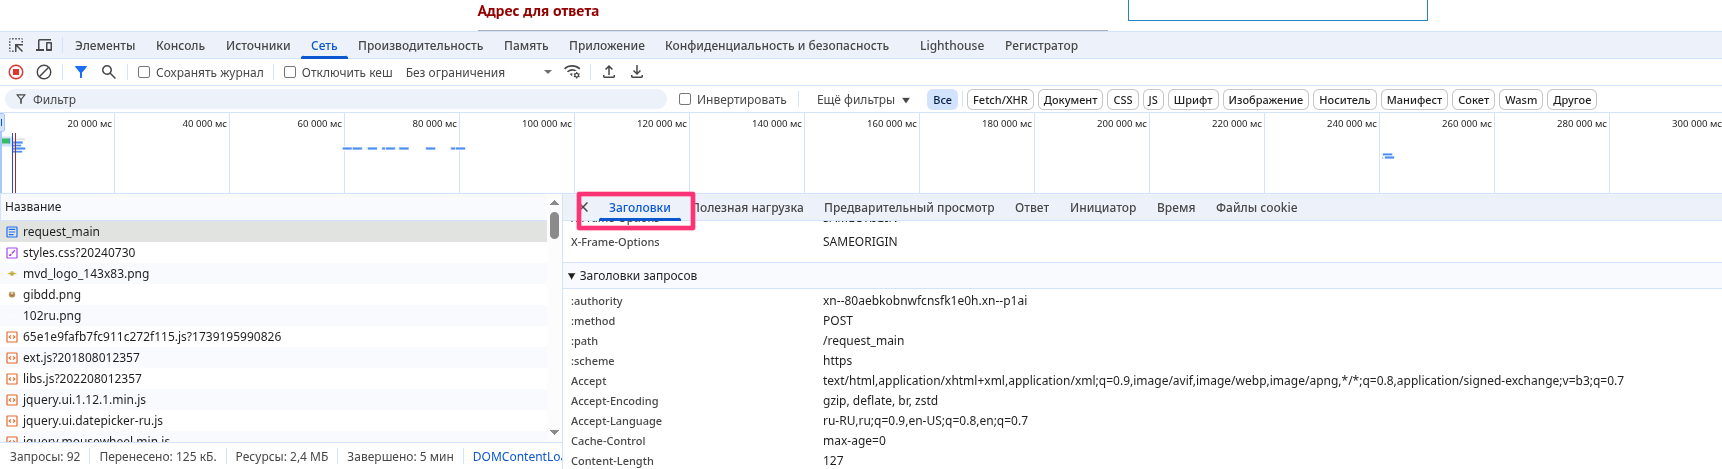 Адрес для ответа
Элементы Консоль Источники Сеть Производительность Память Приложение Конфиденциальность и безопасность Lighthouse Регистратор
Сохранять журнал Отключить кеш Без ограничения
Фильтр Инвертировать Ещё фильтры Все Fetch/XHR Документ CSS JS Шрифт Изображение Носитель Манифест Сокет Wasm Другое
20 000 мс 40 000 мс 60 000 мс 80 000 мс 100 000 мс 120 000 мс 140 000 мс 160 000 мс 180 000 мс 200 000 мс 220 000 мс 240 000 мс 260 000 мс 280 000 мс 300 000 мс
Название
request_main
styles.css?20240730
mvd_logo_143x83.png
gibdd.png
102ru.png
65e1e9fafb7fc911c272f115.js?1739195990826
ext.js?201808012357
libs.js?202208012357
jquery.ui.1.12.1.min.js
jquery.ui.datepicker-ru.js
jquery.mousewheel.min.js
Запросы: 92 Перенесено: 125 кБ. Ресурсы: 2,4 МБ Завершено: 5 мин DOMContentLoa
Заголовки Полезная нагрузка Предварительный просмотр Ответ Инициатор Время Файлы cookie
X-Frame-Options SAMEORIGIN
X-Frame-Options SAMEORIGIN
Заголовки запросов
:authority xn--80aebkobnwfcnsfk1e0h.xn--p1ai
:method POST
:path /request_main
:scheme https
Accept text/html,application/xhtml+xml,application/xml;q=0.9,image/avif,image/webp,image/apng,*/*;q=0.8,application/signed-exchange;v=b3;q=0.7
Accept-Encoding gzip, deflate, br, zstd
Accept-Language ru-RU,ru;q=0.9,en-US;q=0.8,en;q=0.7
Cache-Control max-age=0
Content-Length 127